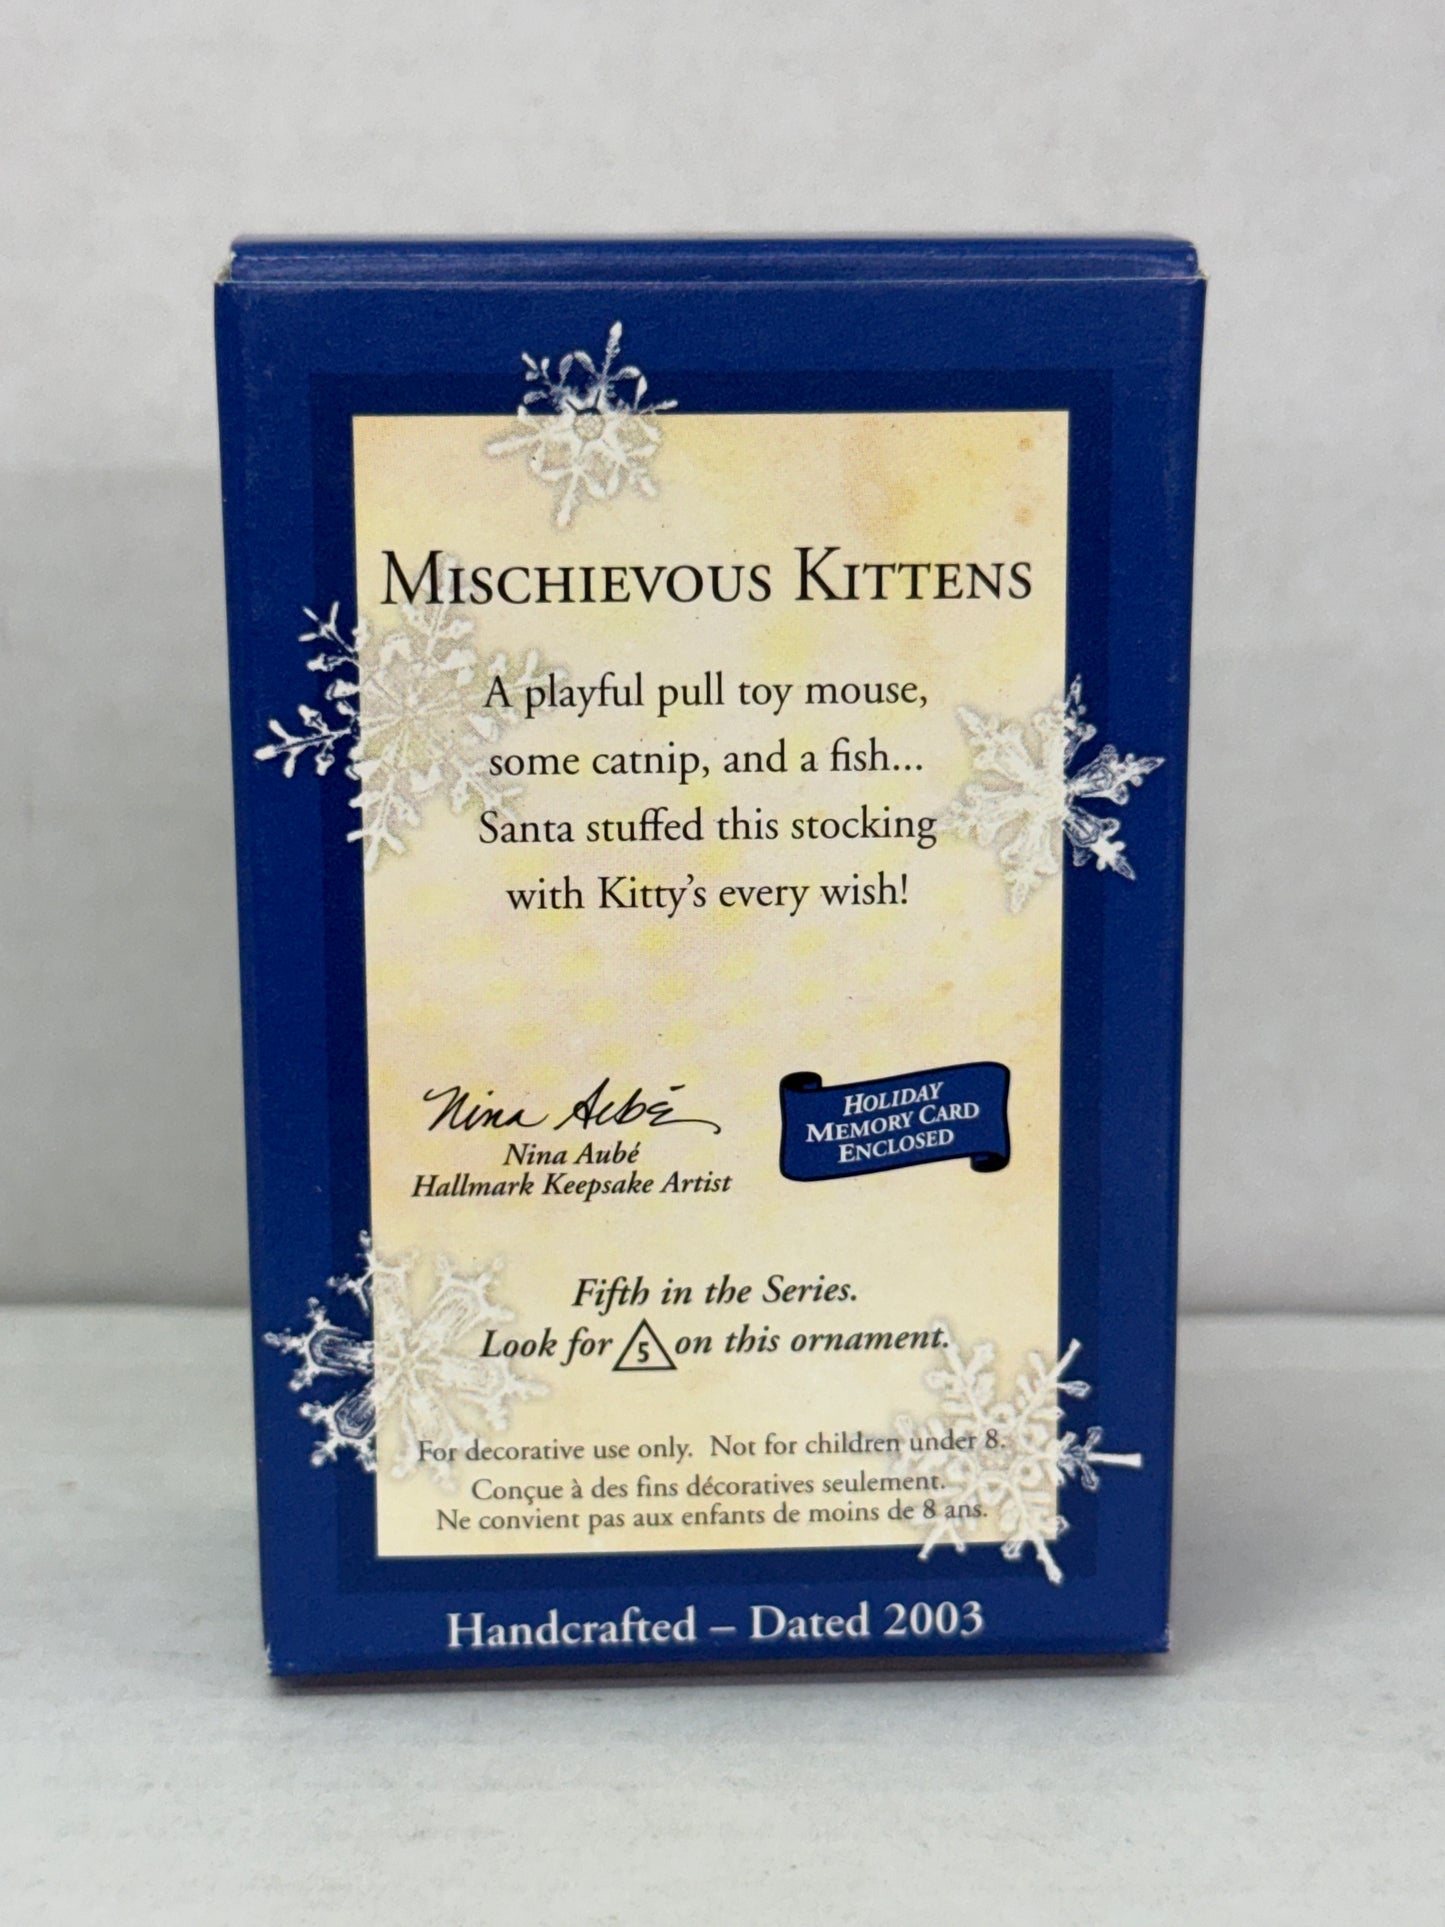 MISCHIEVOUS KITTENS
A playful pull toy mouse,
some catnip, and a fish...
Santa stuffed this stocking
with Kitty's every wish!
Nina Aubé
Nina Aubé
Hallmark Keepsake Artist
HOLIDAY
MEMORY CARD
ENCLOSED
Fifth in the Series.
Look for 5 on this ornament.
For decorative use only. Not for children under 8.
Conçue à des fins décoratives seulement.
Ne convient pas aux enfants de moins de 8 ans.
Handcrafted – Dated 2003